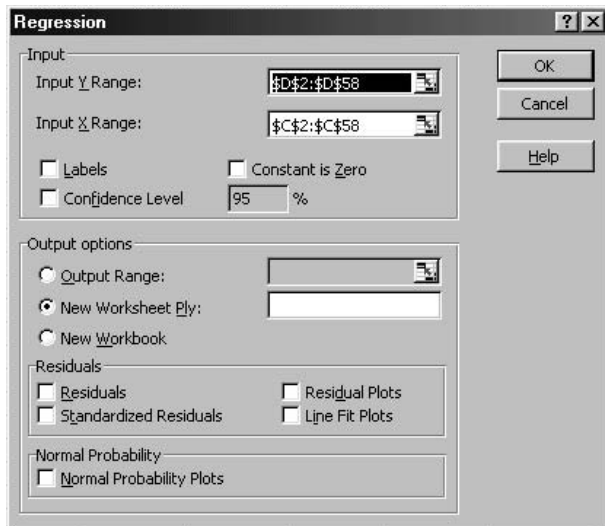 Regression
Input
Input Y Range: $D$2:$D$58
Input X Range: $C$2:$C$58
Labels Constant is Zero
Confidence Level 95 %
OK
Cancel
Help
Output options
Output Range:
New Worksheet Ply:
New Workbook
Residuals
Residuals Residual Plots
Standardized Residuals Line Fit Plots
Normal Probability
Normal Probability Plots